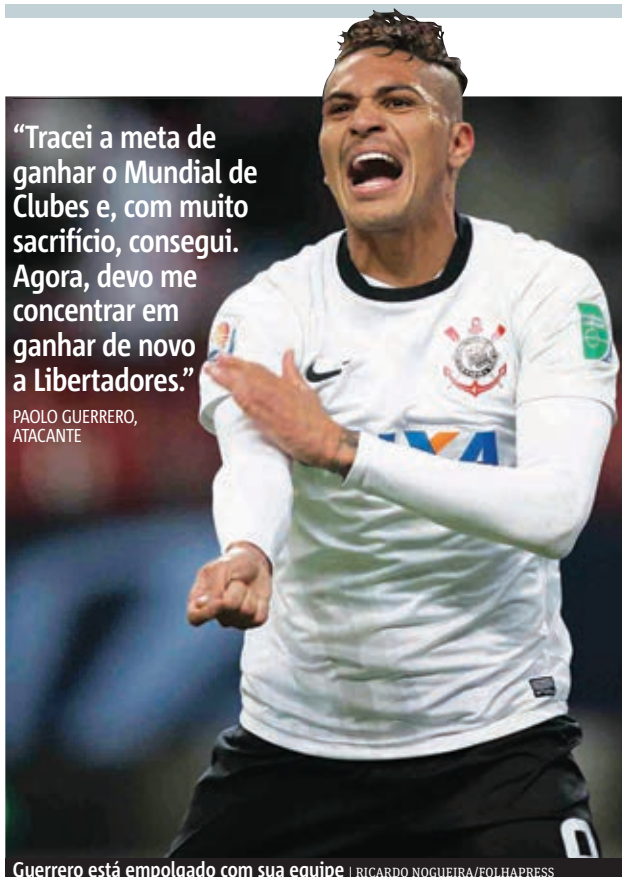 “Tracei a meta de
ganhar o Mundial de
Clubes e, com muito
sacrifício, consegui.
Agora, devo me
concentrar em
ganhar de novo
a Libertadores.”
PAOLO GUERRERO,
ATACANTE
Guerrero está empolgado com sua equipe | RICARDO NOGUEIRA/FOLHAPRESS